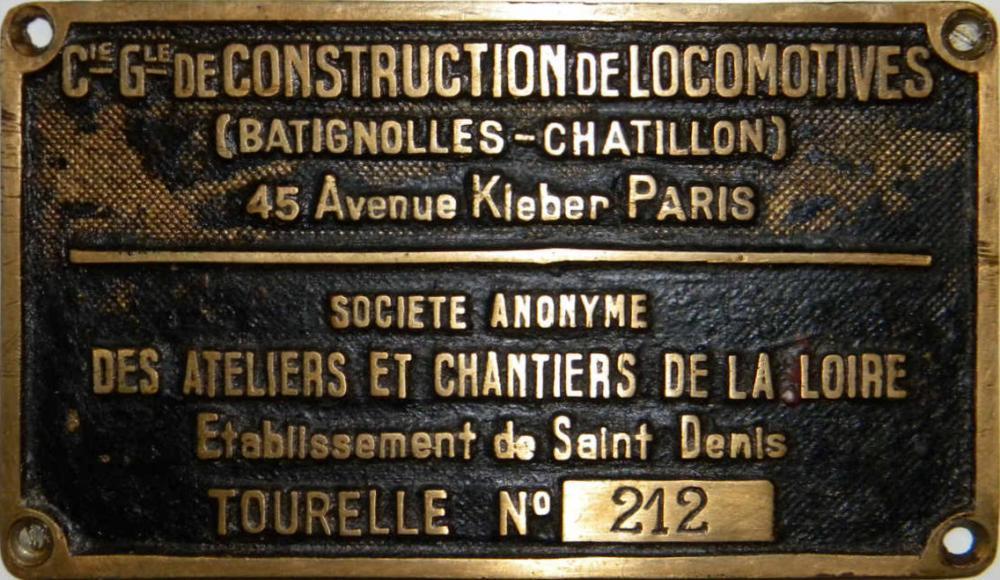 Cie Gle DE CONSTRUCTION DE LOCOMOTIVES
(BATIGNOLLES-CHATILLON)
45 Avenue Kleber PARIS
SOCIETE ANONYME
DES ATELIERS ET CHANTIERS DE LA LOIRE
Etablissement de Saint Denis
TOURELLE No 212